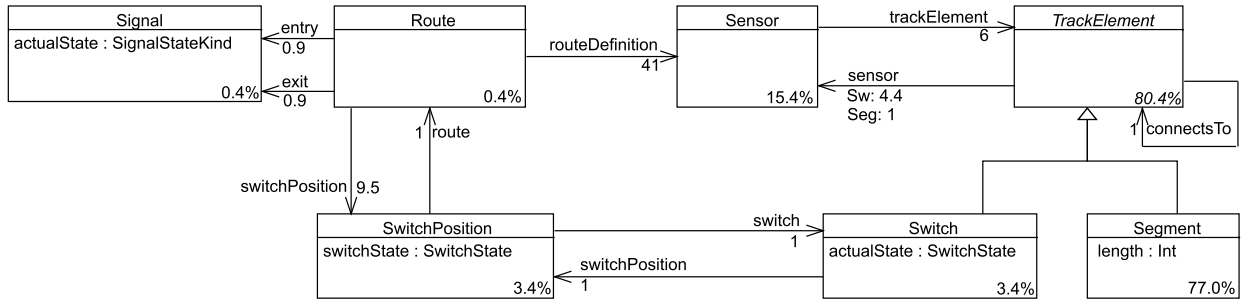 Signal
actualState : SignalStateKind
0.4%
entry
0.9
exit
0.9
Route
0.4%
routeDefinition
41
Sensor
15.4%
trackElement
6
sensor
Sw: 4.4
Seg: 1
TrackElement
80.4%
1 connectsTo
1 route
switchPosition 9.5
SwitchPosition
switchState : SwitchState
3.4%
switch
1
switchPosition
1
Switch
actualState : SwitchState
3.4%
Segment
length : Int
77.0%